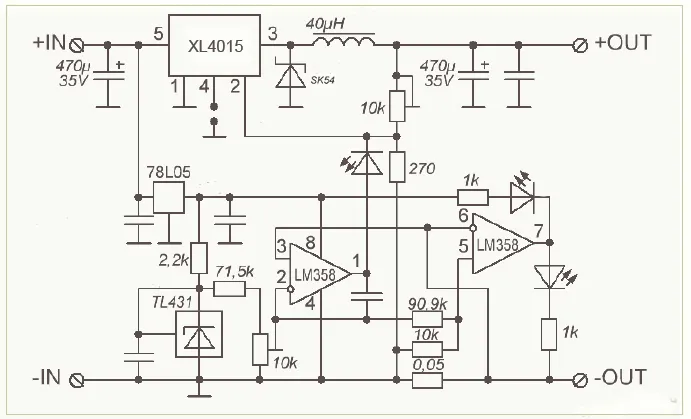 40µH
+IN
5
XL4015
3
+OUT
470µ
35V
+
1
4
2
SK54
10k
470µ
35V
+
78L05
270
1k
6
7
5
LM358
3
8
1
2
LM358
4
2,2k
71,5k
TL431
10k
90,9k
10k
0,05
1k
-IN
-OUT